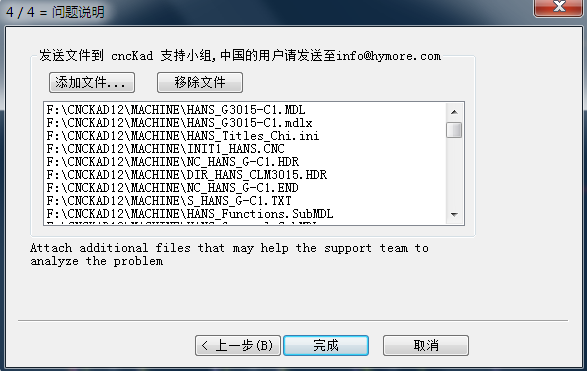 4 / 4 = 问题说明
发送文件到 cncKad 支持小组,中国的用户请发送至info@hymore.com
添加文件... 移除文件
F:\CNCKAD12\MACHINE\HANS_G3015-C1.MDL
F:\CNCKAD12\MACHINE\HANS_G3015-C1.mdlx
F:\CNCKAD12\MACHINE\HANS_Titles_Chi.ini
F:\CNCKAD12\MACHINE\INIT1_HANS.CNC
F:\CNCKAD12\MACHINE\NC_HANS_G-C1.HDR
F:\CNCKAD12\MACHINE\DIR_HANS_CLM3015.HDR
F:\CNCKAD12\MACHINE\NC_HANS_G-C1.END
F:\CNCKAD12\MACHINE\S_HANS_G-C1.TXT
F:\CNCKAD12\MACHINE\HANS_Functions.SubMDL
Attach additional files that may help the support team to
analyze the problem
< 上一步(B) 完成 取消